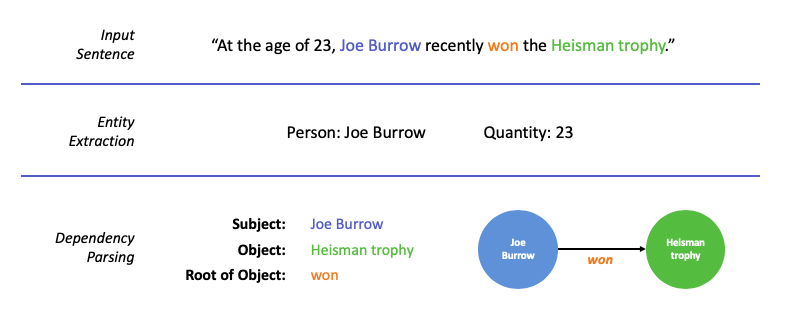 Input
Sentence
“At the age of 23, Joe Burrow recently won the Heisman trophy.”
Entity
Extraction
Person: Joe Burrow
Quantity: 23
Dependency
Parsing
Subject: Joe Burrow
Object: Heisman trophy
Root of Object: won
Joe
Burrow
won
Heisman
trophy